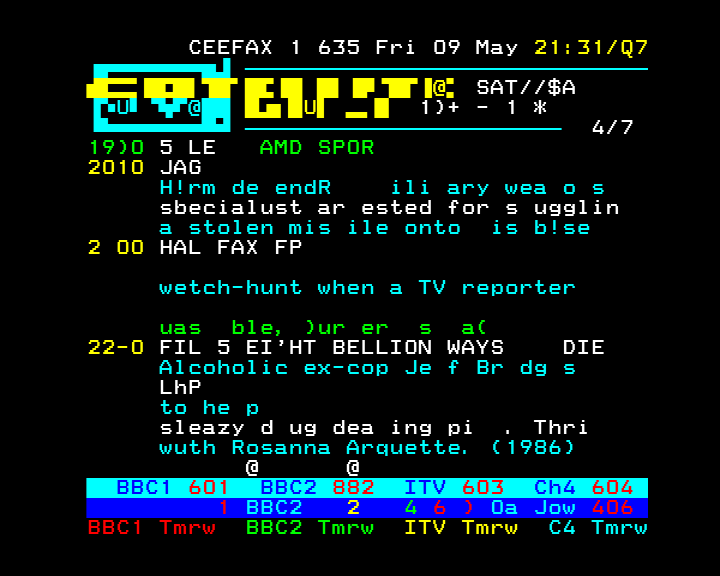 CEEFAX 1 635 Fri 09 May 21:31/Q7
@: SAT//$A
U @ U 1)+ - 1 *
4/7
19)0 5 LE AMD SPOR
2010 JAG
H!rm de endR ili ary wea o s
sbecialust ar ested for s ugglin
a stolen mis ile onto is b!se
2 00 HAL FAX FP
wetch-hunt when a TV reporter
uas ble, )ur er s a(
22-0 FIL 5 EI'HT BELLION WAYS DIE
Alcoholic ex-cop Je f Br dg s
LhP
to he p
sleazy d ug dea ing pi . Thri
wuth Rosanna Arquette. (1986)
@ @
BBC1 601 BBC2 882 ITV 603 Ch4 604
1 BBC2 2 4 6 ) Oa Jow 406
BBC1 Tmrw BBC2 Tmrw ITV Tmrw C4 Tmrw